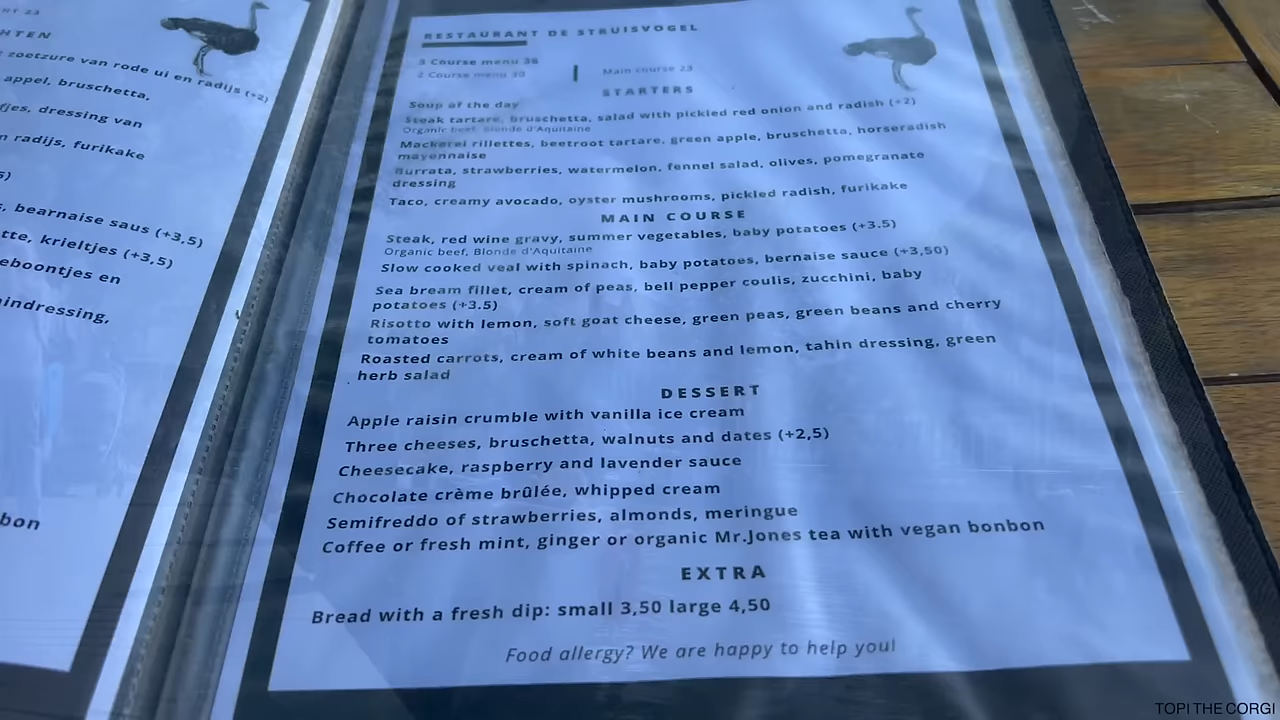 HTEN
zoetzure van rode ui en radijs (+2)
appel, bruschetta,
fjes, dressing van
n radijs, furikake
5)
s, bearnaise saus (+3,5)
tte, krieltjes (+3,5)
eboontjes en
aindressing,
bon
RESTAURANT DE STRUISVOGEL
3 Course menu 38
2 Course menu 30
Main course 23
STARTERS
Soup of the day
Steak tartare, bruschetta, salad with pickled red onion and radish (+2)
Organic beef, Blonde d'Aquitaine
Mackerel rillettes, beetroot tartare, green apple, bruschetta, horseradish
mayennaise
Burrata, strawberries, watermelon, fennel salad, olives, pomegranate
dressing
Taco, creamy avocado, oyster mushrooms, pickled radish, furikake
MAIN COURSE
Steak, red wine gravy, summer vegetables, baby potatoes (+3.5)
Organic beef, Blonde d'Aquitaine
Slow cooked veal with spinach, baby potatoes, bernaise sauce (+3,50)
Sea bream fillet, cream of peas, bell pepper coulis, zucchini, baby
potatoes (+3.5)
Risotto with lemon, soft goat cheese, green peas, green beans and cherry
tomatoes
Roasted carrots, cream of white beans and lemon, tahin dressing, green
herb salad
DESSERT
Apple raisin crumble with vanilla ice cream
Three cheeses, bruschetta, walnuts and dates (+2,5)
Cheesecake, raspberry and lavender sauce
Chocolate crème brûlée, whipped cream
Semifreddo of strawberries, almonds, meringue
Coffee or fresh mint, ginger or organic Mr.Jones tea with vegan bonbon
EXTRA
Bread with a fresh dip: small 3,50 large 4,50
Food allergy? We are happy to help you!
TOPI THE CORGI